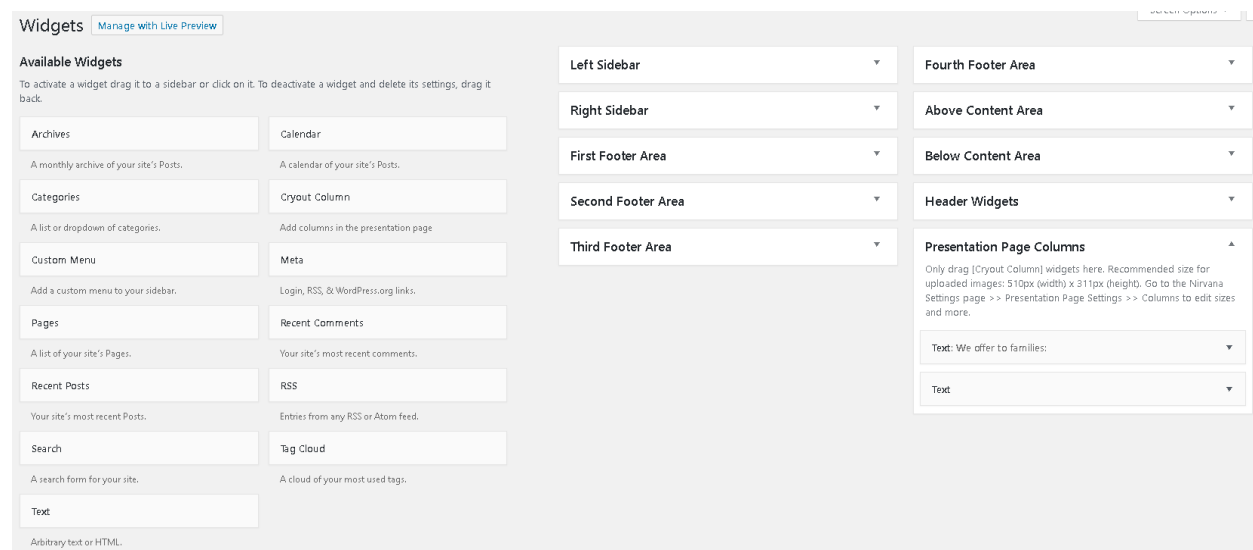 Widgets Manage with Live Preview
Screen Options
Available Widgets
To activate a widget drag it to a sidebar or click on it. To deactivate a widget and delete its settings, drag it
back.
Archives
Calendar
A monthly archive of your site's Posts.
A calendar of your site's Posts.
Categories
Cryout Column
A list or dropdown of categories.
Add columns in the presentation page
Custom Menu
Meta
Add a custom menu to your sidebar.
Login, RSS, & WordPress.org links.
Pages
Recent Comments
A list of your site's Pages.
Your site's most recent comments.
Recent Posts
RSS
Your site's most recent Posts.
Entries from any RSS or Atom feed.
Search
Tag Cloud
A search form for your site.
A cloud of your most used tags.
Text
Arbitrary text or HTML.
Left Sidebar
Right Sidebar
First Footer Area
Second Footer Area
Third Footer Area
Fourth Footer Area
Above Content Area
Below Content Area
Header Widgets
Presentation Page Columns
Only drag [Cryout Column] widgets here. Recommended size for
uploaded images: 510px (width) x 311px (height). Go to the Nirvana
Settings page >> Presentation Page Settings >> Columns to edit sizes
and more.
Text: We offer to families:
Text